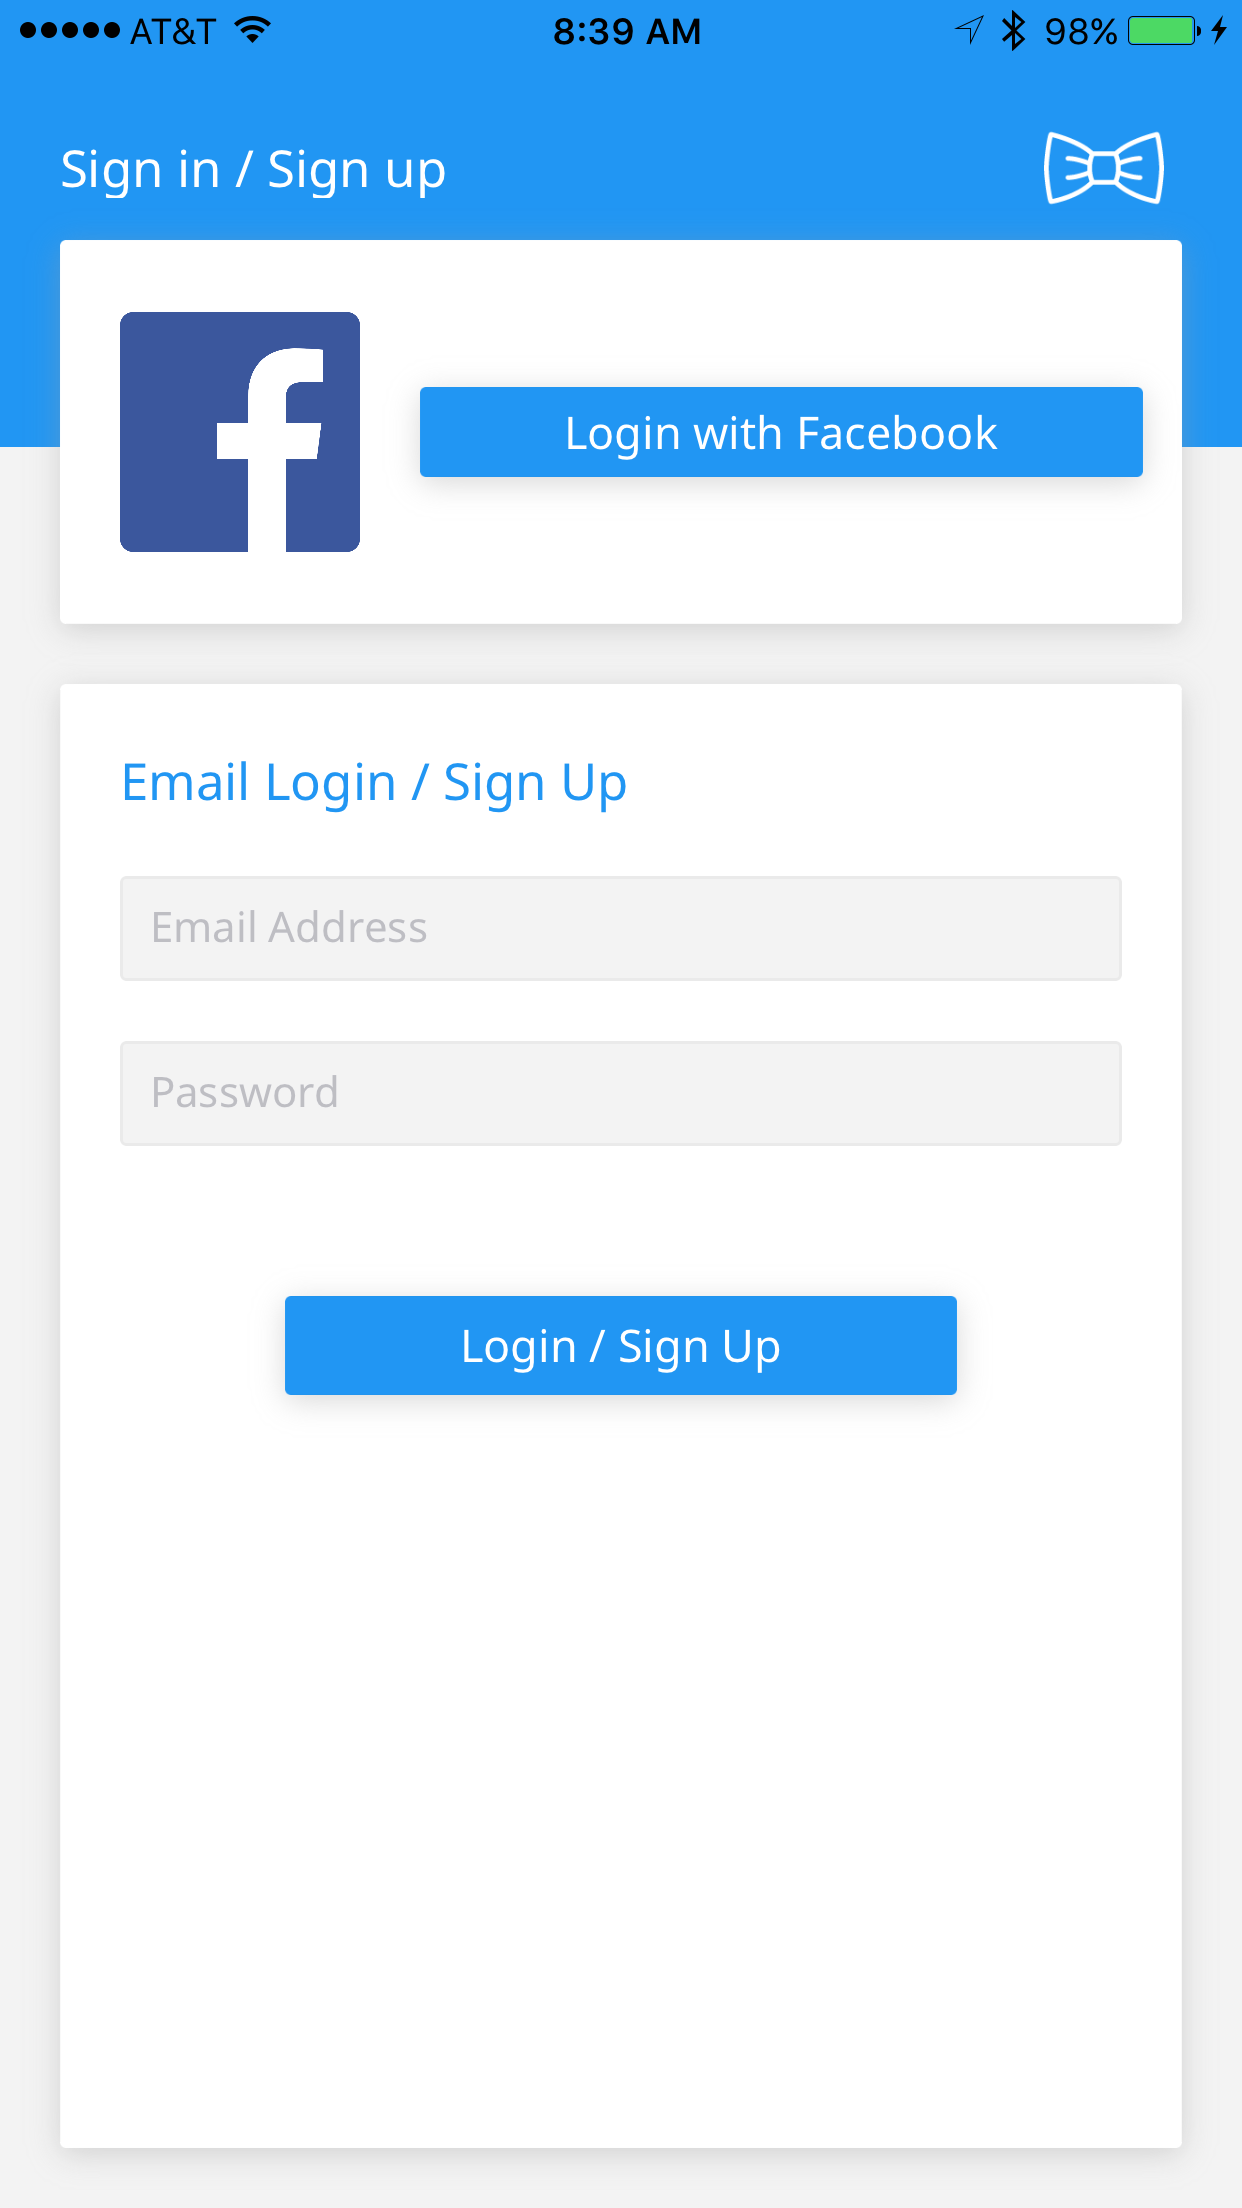 AT&T 8:39 AM 98%
Sign in / Sign up
Login with Facebook
Email Login / Sign Up
Email Address
Password
Login / Sign Up